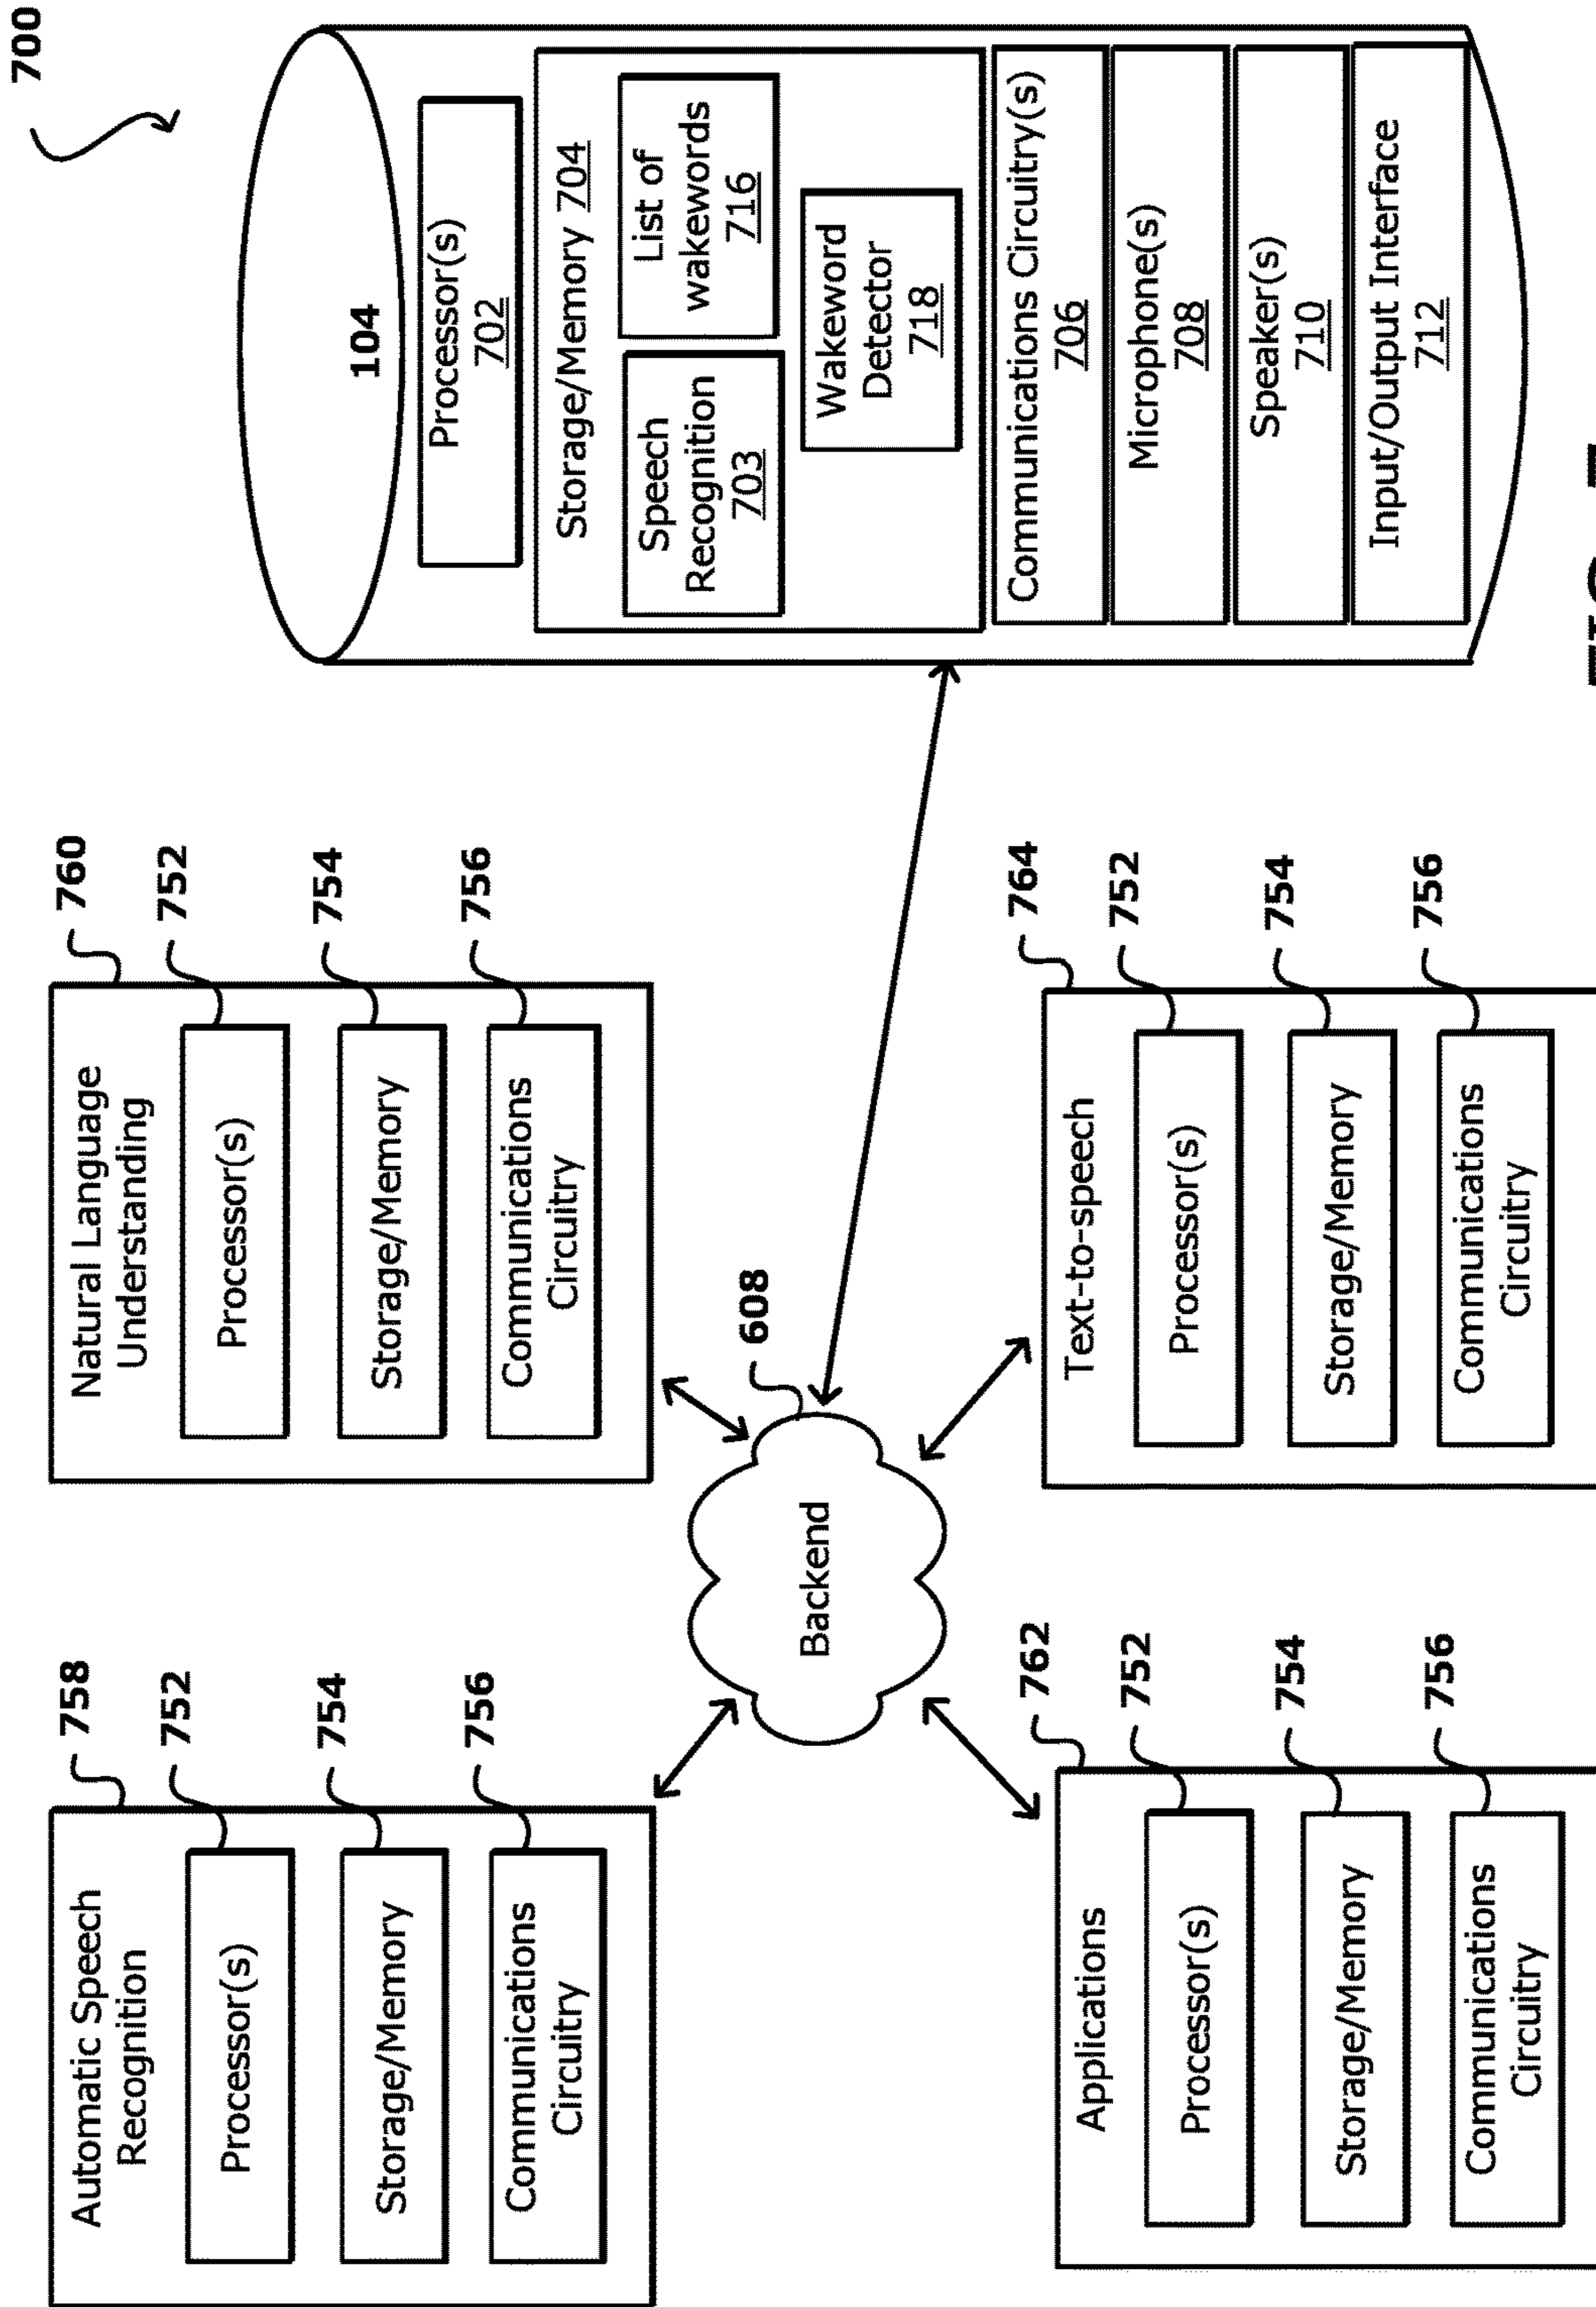 700
Automatic Speech
Recognition
758
Processor(s)
752
Storage/Memory
754
Communications
Circuitry
756
Natural Language
Understanding
760
Processor(s)
752
Storage/Memory
754
Communications
Circuitry
756
Backend
608
Applications
762
Processor(s)
752
Storage/Memory
754
Communications
Circuitry
756
Text-to-speech
764
Processor(s)
752
Storage/Memory
754
Communications
Circuitry
756
104
Processor(s)
702
Storage/Memory 704
Speech
Recognition
703
List of
wakewords
716
Wakeword
Detector
718
Communications Circuitry(s)
706
Microphone(s)
708
Speaker(s)
710
Input/Output Interface
712